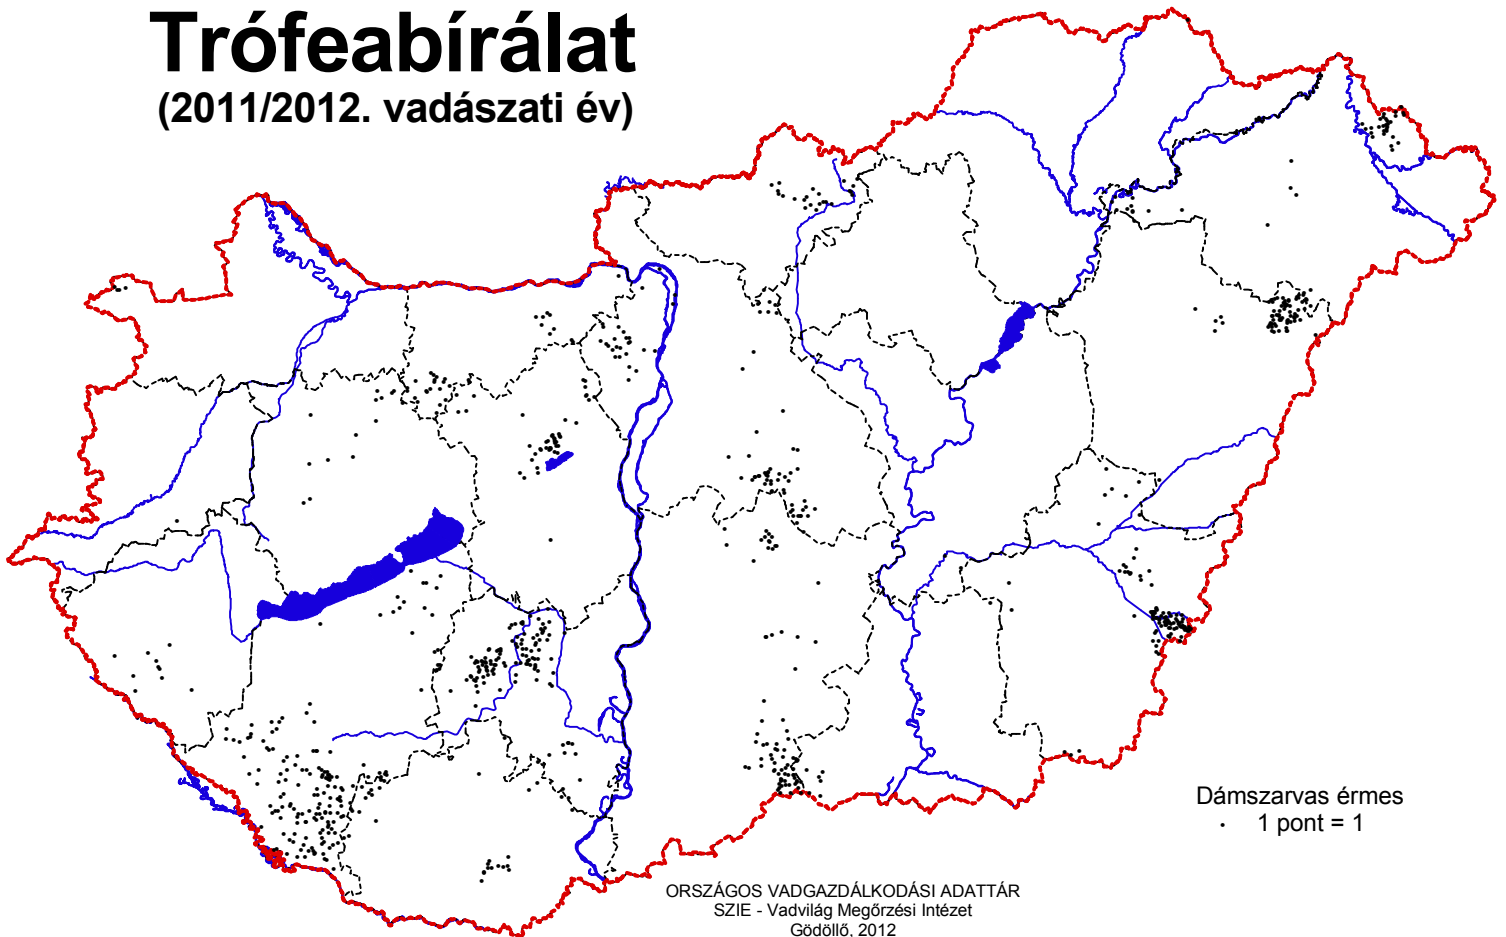 Trófeabírálat
(2011/2012. vadászati év)
Dámszarvas érmes
1 pont = 1
ORSZÁGOS VADGAZDÁLKODÁSI ADATTÁR
SZIE - Vadvilág Megőrzési Intézet
Gödöllő, 2012